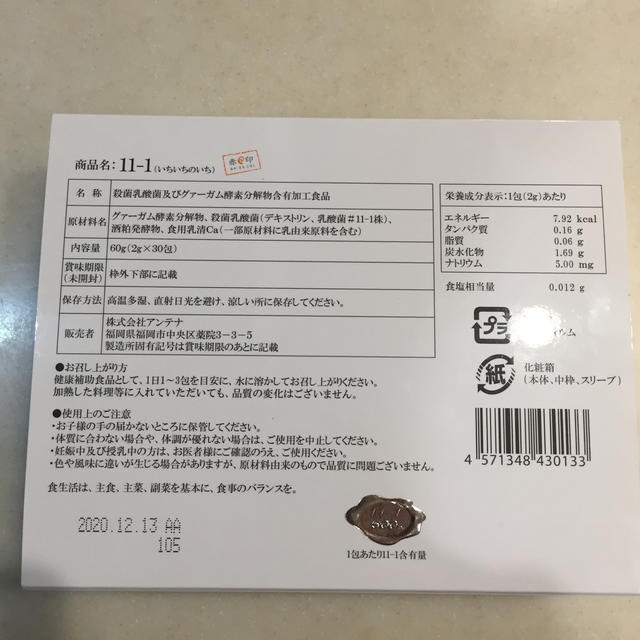 商品名: 11-1(いちいちのいち) 赤@印
名 称 殺菌乳酸菌及びグァーガム酵素分解物含有加工食品
原材料名 グァーガム酵素分解物、殺菌乳酸菌(デキストリン、乳酸菌#11-1株)、
酒粕発酵物、食用乳清Ca(一部原材料に乳由来原料を含む)
内容量 60g(2g×30包)
賞味期限
(未開封) 枠外下部に記載
保存方法 高温多湿、直射日光を避け、涼しい所に保存してください。
販売者 株式会社アンテナ
福岡県福岡市中央区薬院3-3-5
製造所固有記号は賞味期限のあとに記載
●お召し上がり方
健康補助食品として、1日1~3包を目安に、水に溶かしてお召し上がりください。
加熱した料理等に入れていただいても、品質の変化はございません。
●使用上のご注意
・お子様の手の届かないところに保管してください。
・体質に合わない場合や、体調が優れない場合は、ご使用を中止してください。
・妊娠中及び授乳中の方は、お医者様にご確認のうえ、ご使用ください。
・色や風味に違いが生じる場合がありますが、原材料由来のもので品質に問題ございません。
食生活は、主食、主菜、副菜を基本に、食事のバランスを。
2020.12.13 AA
105
栄養成分表示:1包(2g)あたり
エネルギー 7.92 kcal
タンパク質 0.16 g
脂質 0.06 g
炭水化物 1.69 g
ナトリウム 5.00 mg
食塩相当量 0.012 g
プラ
ィルム
紙
化粧箱
(本体、中枠、スリーブ)
4 571348 430133
1包あたり11-1含有量